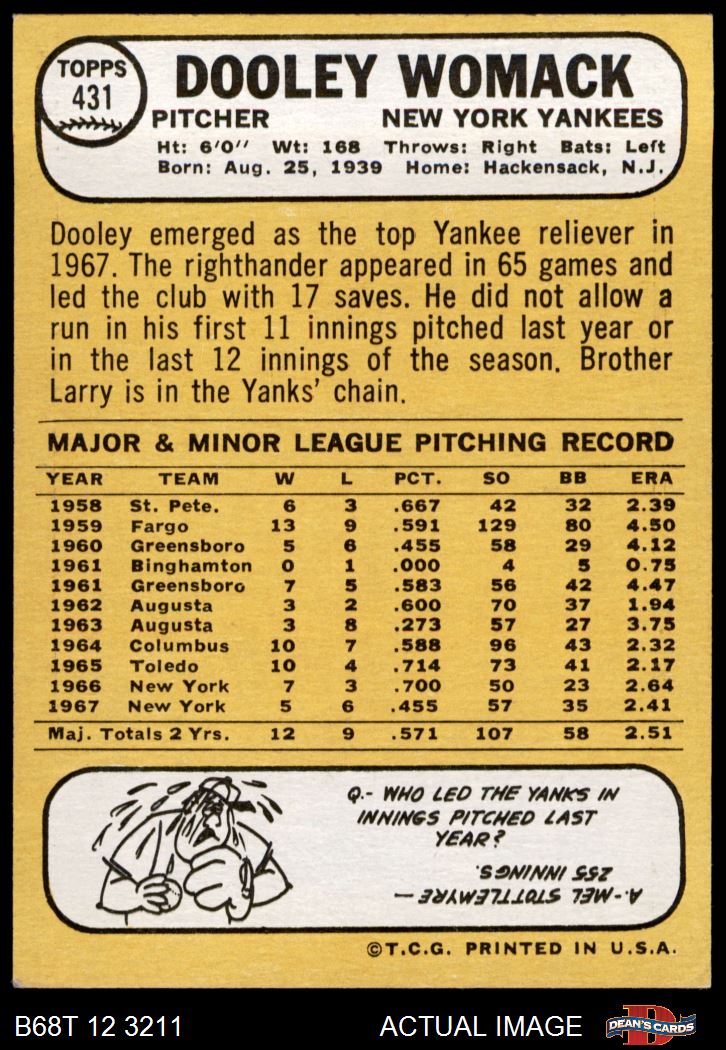 TOPPS
431
DOOLEY WOMACK
PITCHER NEW YORK YANKEES
Ht: 6'0" Wt: 168 Throws: Right Bats: Left
Born: Aug. 25, 1939 Home: Hackensack, N.J.
Dooley emerged as the top Yankee reliever in
1967. The righthander appeared in 65 games and
led the club with 17 saves. He did not allow a
run in his first 11 innings pitched last year or
in the last 12 innings of the season. Brother
Larry is in the Yanks' chain.
MAJOR & MINOR LEAGUE PITCHING RECORD
YEAR TEAM W L PCT. SO BB ERA
1958 St. Pete. 6 3 .667 42 32 2.39
1959 Fargo 13 9 .591 129 80 4.50
1960 Greensboro 5 6 .455 58 29 4.12
1961 Binghamton 0 1 .000 4 5 0.75
1961 Greensboro 7 5 .583 56 42 4.47
1962 Augusta 3 2 .600 70 37 1.94
1963 Augusta 3 8 .273 57 27 3.75
1964 Columbus 10 7 .588 96 43 2.32
1965 Toledo 10 4 .714 73 41 2.17
1966 New York 7 3 .700 50 23 2.64
1967 New York 5 6 .455 57 35 2.41
Maj. Totals 2 Yrs. 12 9 .571 107 58 2.51
Q.- WHO LED THE YANKS IN
INNINGS PITCHED LAST
YEAR?
A.- MEL STOTTLEMYRE —
255 INNINGS.
©T.C.G. PRINTED IN U.S.A.
B68T 12 3211 ACTUAL IMAGE D DEAN'S CARDS